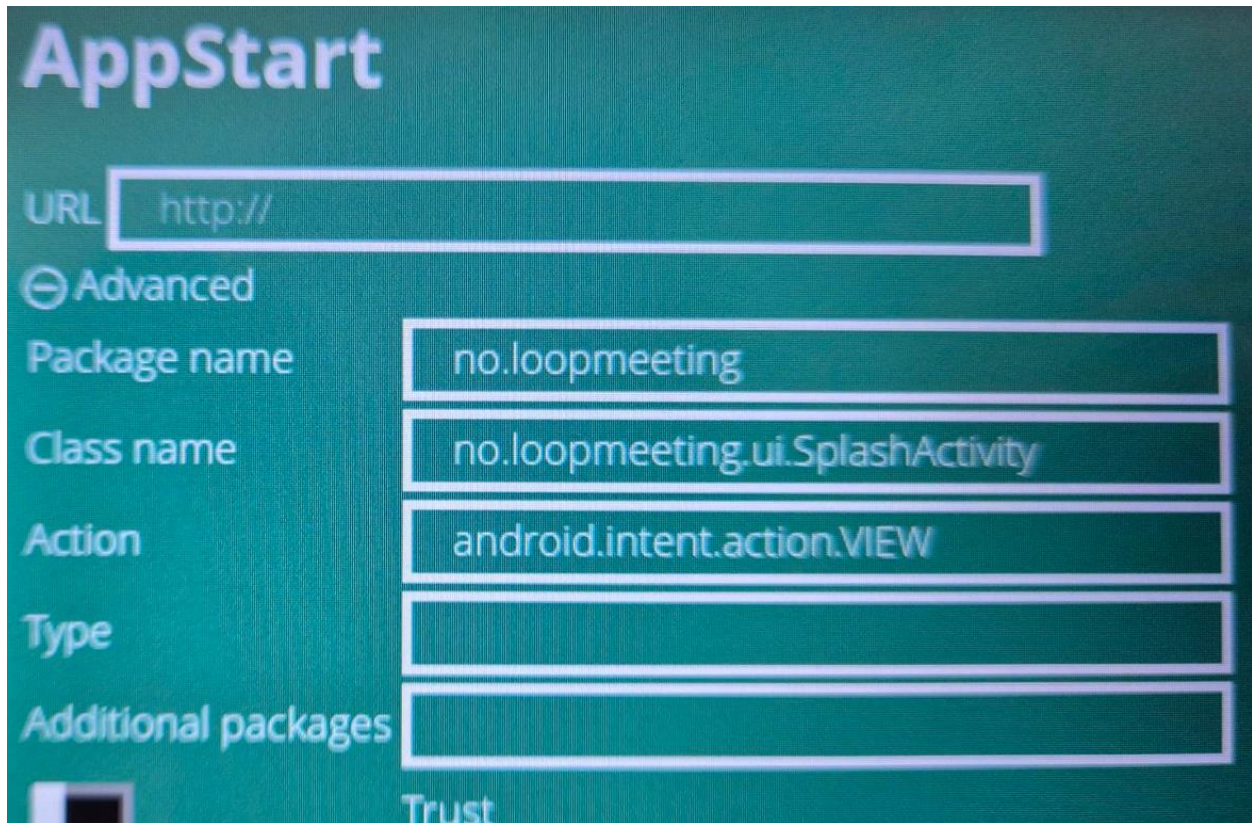 AppStart
URL http://
Advanced
Package name no.loopmeeting
Class name no.loopmeeting.ui.SplashActivity
Action android.intent.action.VIEW
Type
Additional packages
Trust